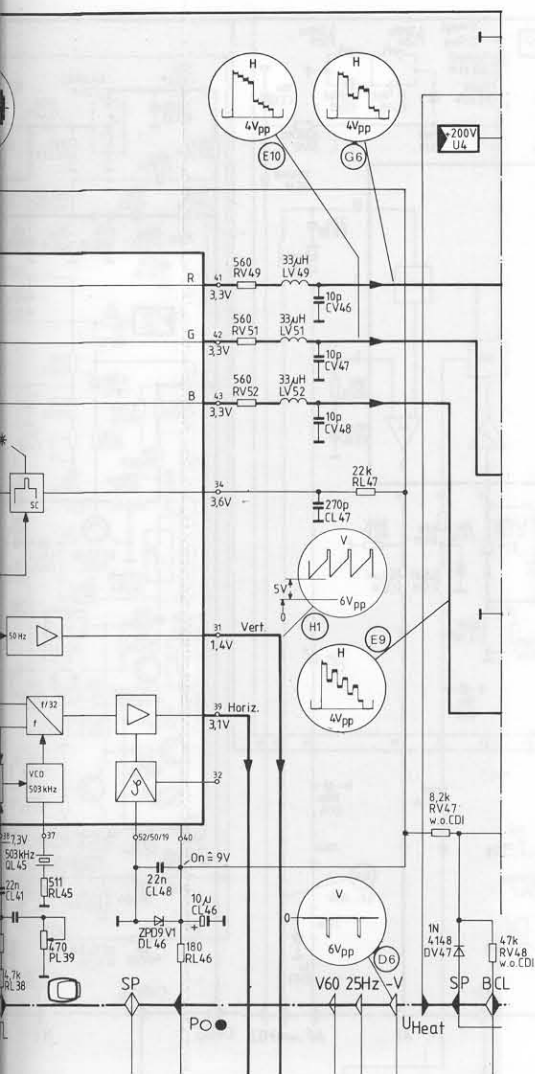 H
4Vpp
E10
H
4Vpp
G6
+200V
U4
R
41
3,3V
560
RV49
33µH
LV49
10p
CV46
G
42
3,3V
560
RV51
33µH
LV51
10p
CV47
B
43
3,3V
560
RV52
33µH
LV52
10p
CV48
SC
34
3,6V
22k
RL47
270p
CL47
V
5V
0
6Vpp
H1
50Hz
31
1,4V
Vert.
H
4Vpp
E9
f/32
f
39
3,1V
Horiz.
VCO
503kHz
φ
32
8,2k
RV47
w.o.CDI
38
7,3V
37
52/50/19
40
On ≙ 9V
503kHz
QL45
22n
CL41
511
RL45
22n
CL48
10µ
CL46
+
ZPD9V1
DL46
470
PL39
180
RL46
4,7k
RL38
V
0
6Vpp
D6
1N
4148
DV47
47k
RV48
w.o.CDI
SP
P
V60
25Hz
-V
UHeat
SP
BCL